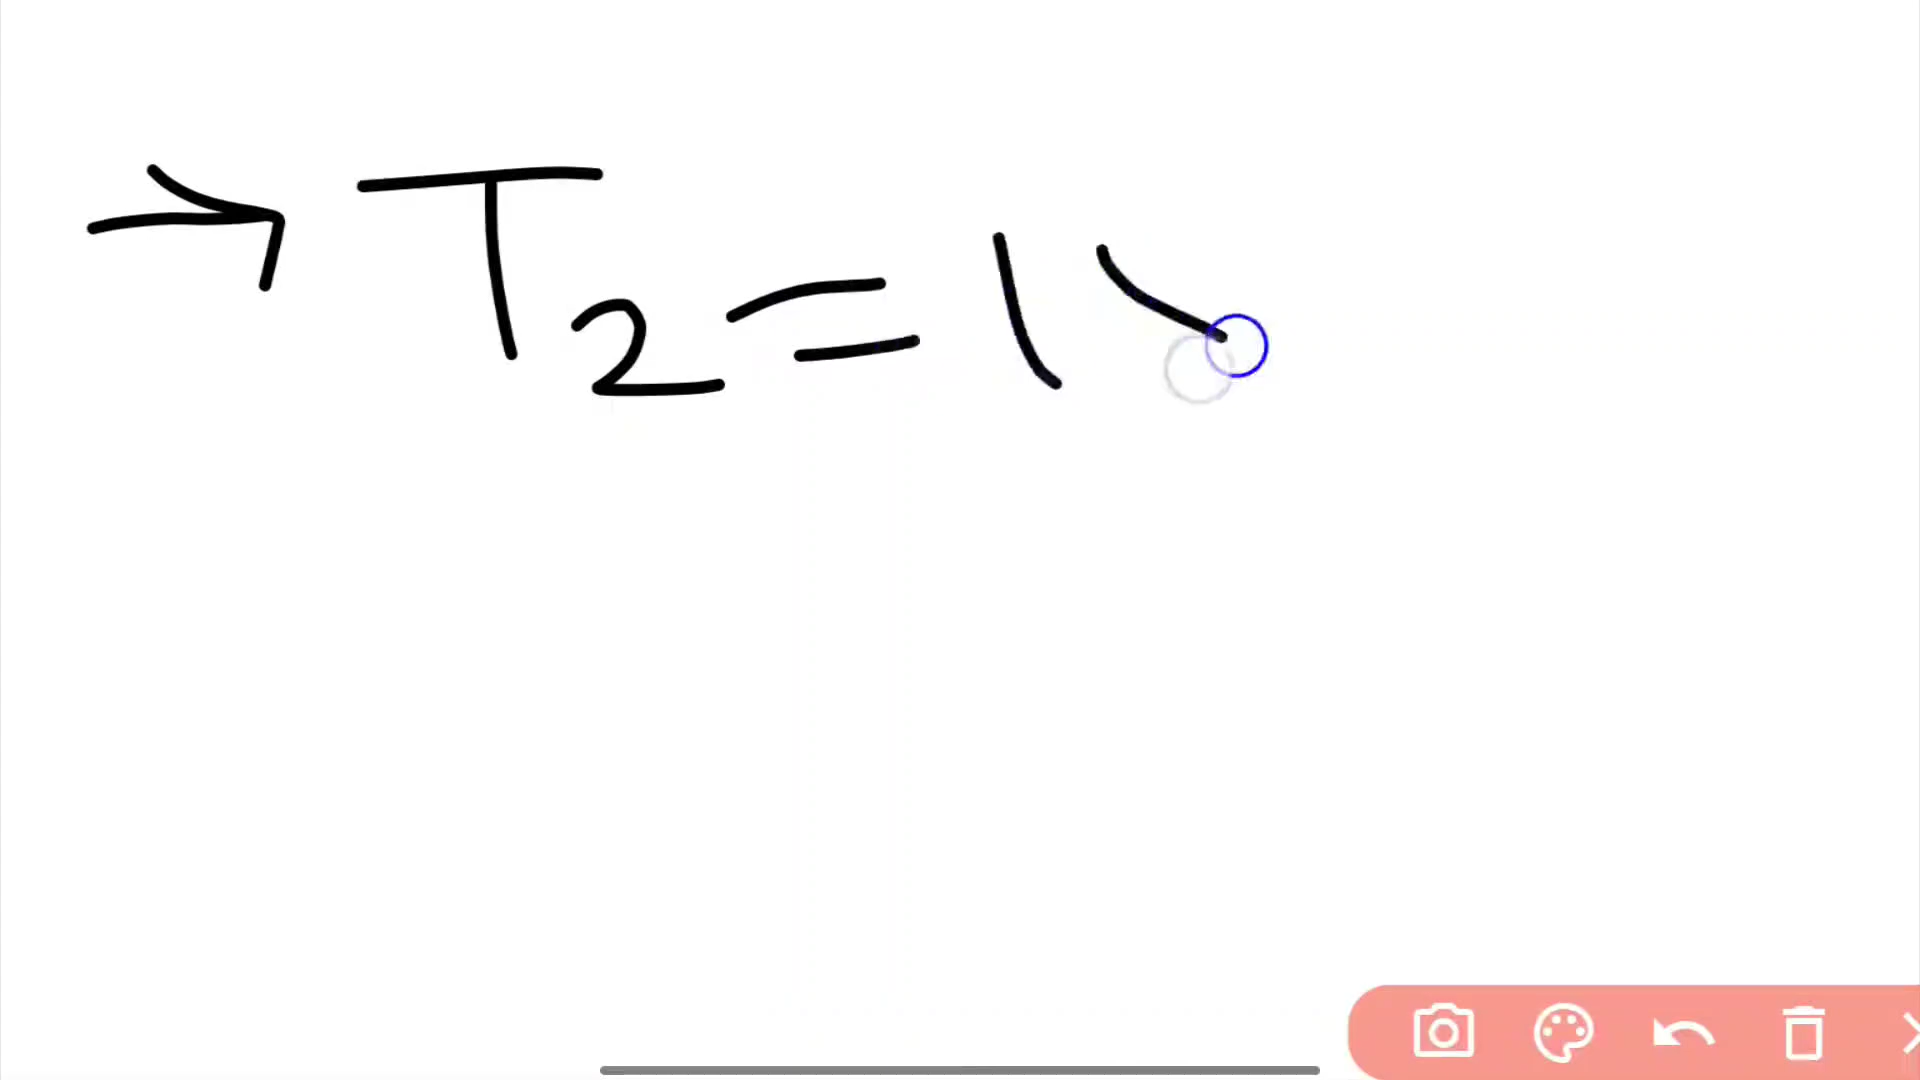 → T₂ = 1